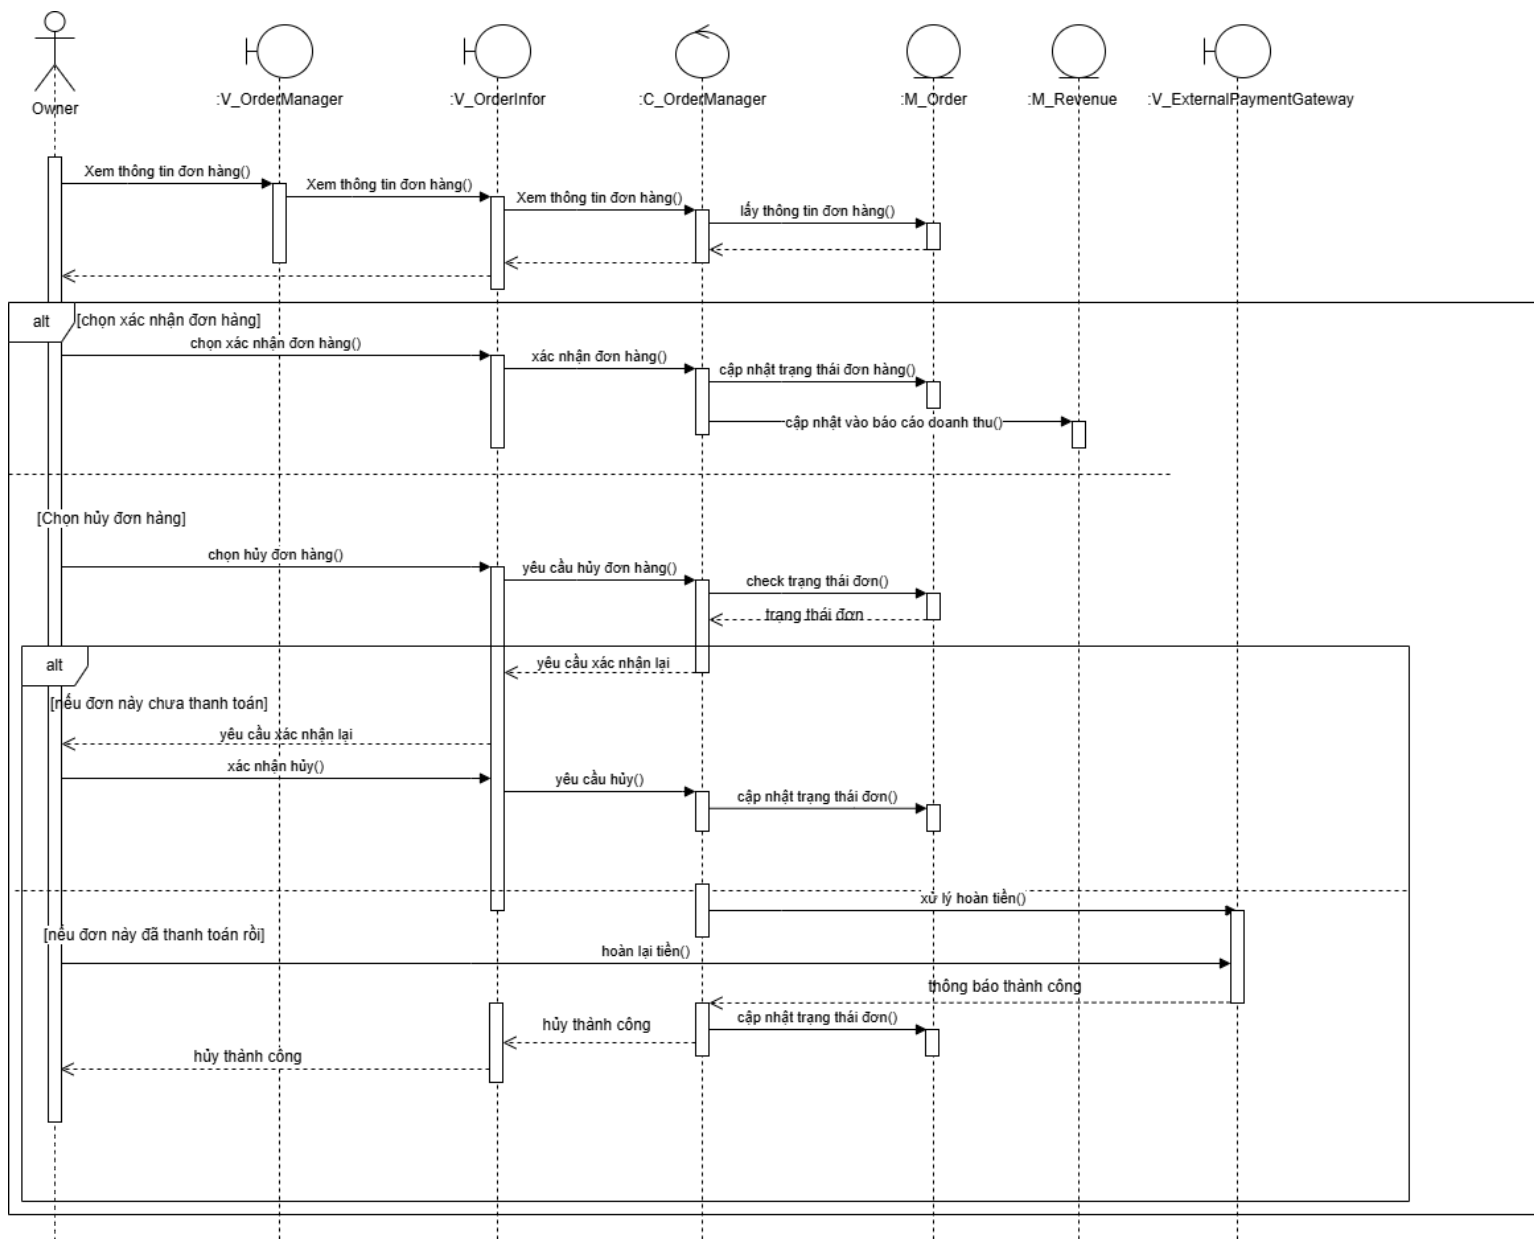 Owner
:V_OrderManager
:V_OrderInfor
:C_OrderManager
:M_Order
:M_Revenue
:V_ExternalPaymentGateway
Xem thông tin đơn hàng()
Xem thông tin đơn hàng()
Xem thông tin đơn hàng()
lấy thông tin đơn hàng()
alt
[chọn xác nhận đơn hàng]
chọn xác nhận đơn hàng()
xác nhận đơn hàng()
cập nhật trạng thái đơn hàng()
cập nhật vào báo cáo doanh thu()
[Chọn hủy đơn hàng]
chọn hủy đơn hàng()
yêu cầu hủy đơn hàng()
check trạng thái đơn()
trạng thái đơn
alt
yêu cầu xác nhận lại
[nếu đơn này chưa thanh toán]
yêu cầu xác nhận lại
xác nhận hủy()
yêu cầu hủy()
cập nhật trạng thái đơn()
xử lý hoàn tiền()
[nếu đơn này đã thanh toán rồi]
hoàn lại tiền()
thông báo thành công
cập nhật trạng thái đơn()
hủy thành công
hủy thành công